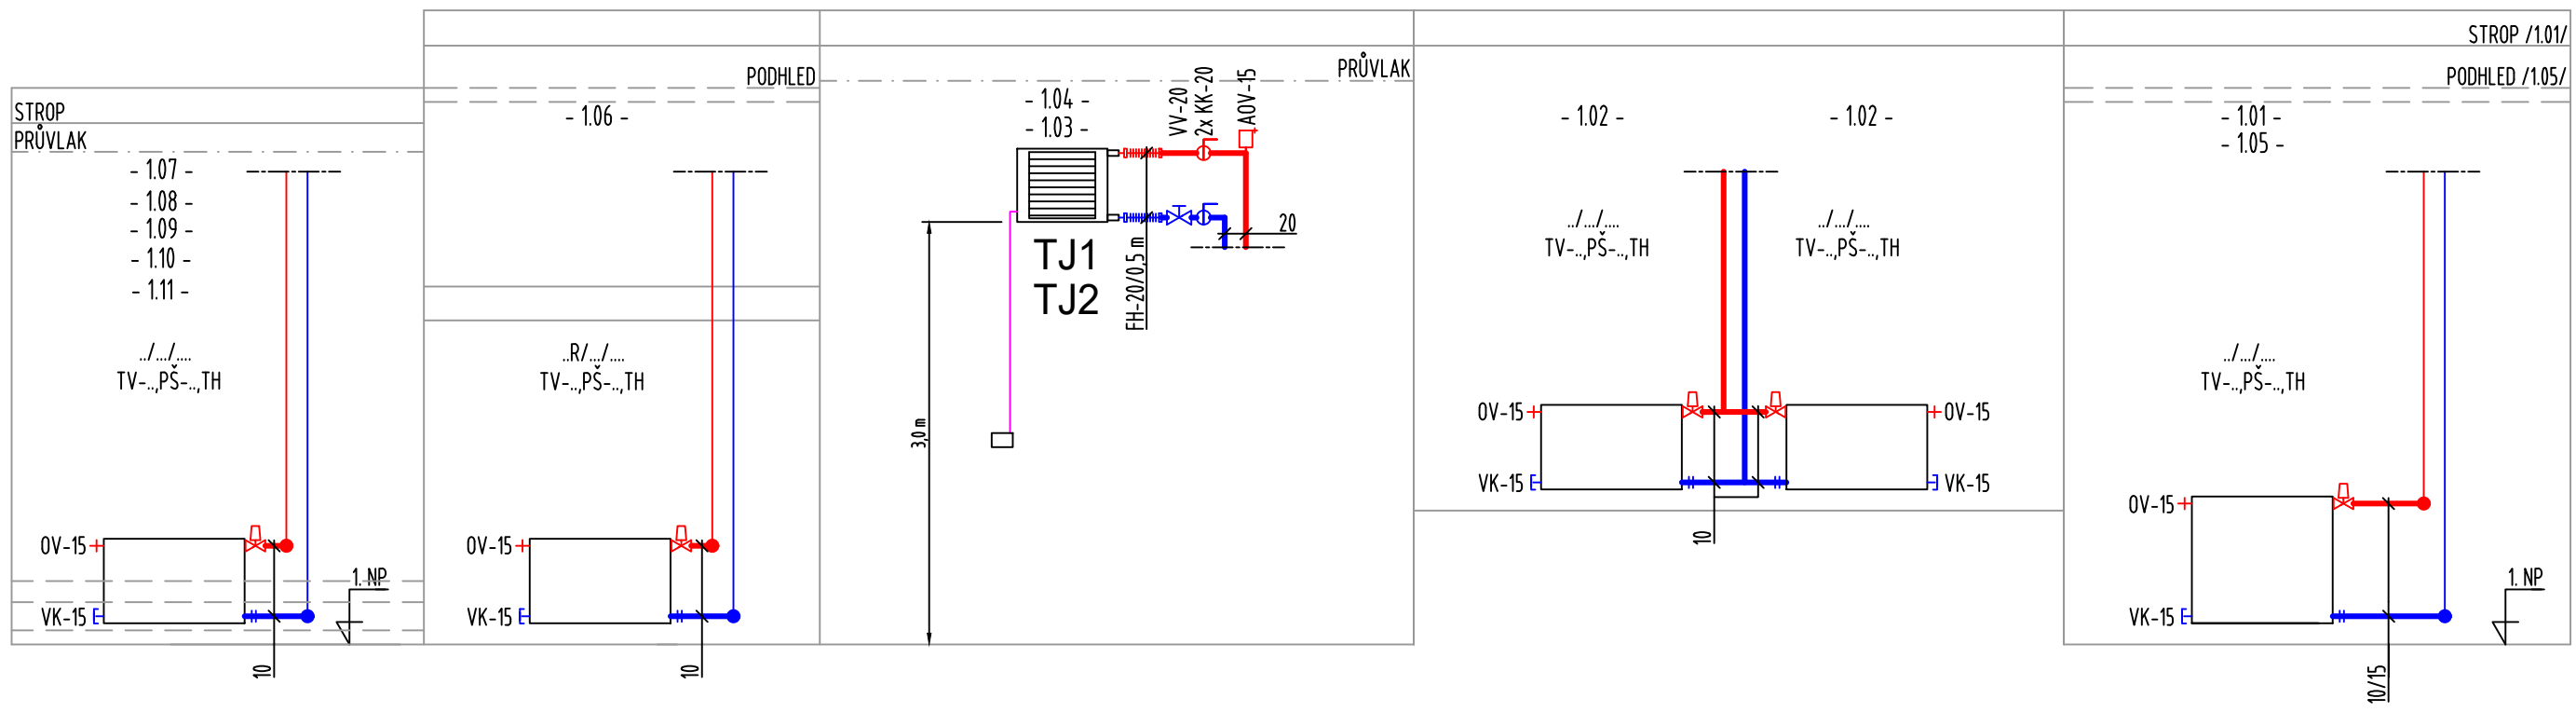 STROP
PRŮVLAK
- 1.07 -
- 1.08 -
- 1.09 -
- 1.10 -
- 1.11 -
../.../....
TV-..,PŠ-..,TH
OV-15
VK-15
1. NP
10
PODHLED
- 1.06 -
..R/.../....
TV-..,PŠ-..,TH
OV-15
VK-15
10
PRŮVLAK
- 1.04 -
- 1.03 -
VV-20
2x KK-20
AOV-15
20
FH-20/0,5 m
TJ1
TJ2
3,0 m
- 1.02 -
- 1.02 -
../.../....
TV-..,PŠ-..,TH
../.../....
TV-..,PŠ-..,TH
OV-15
OV-15
VK-15
VK-15
10
STROP /1.01/
PODHLED /1.05/
- 1.01 -
- 1.05 -
../.../....
TV-..,PŠ-..,TH
OV-15
VK-15
1. NP
10/15